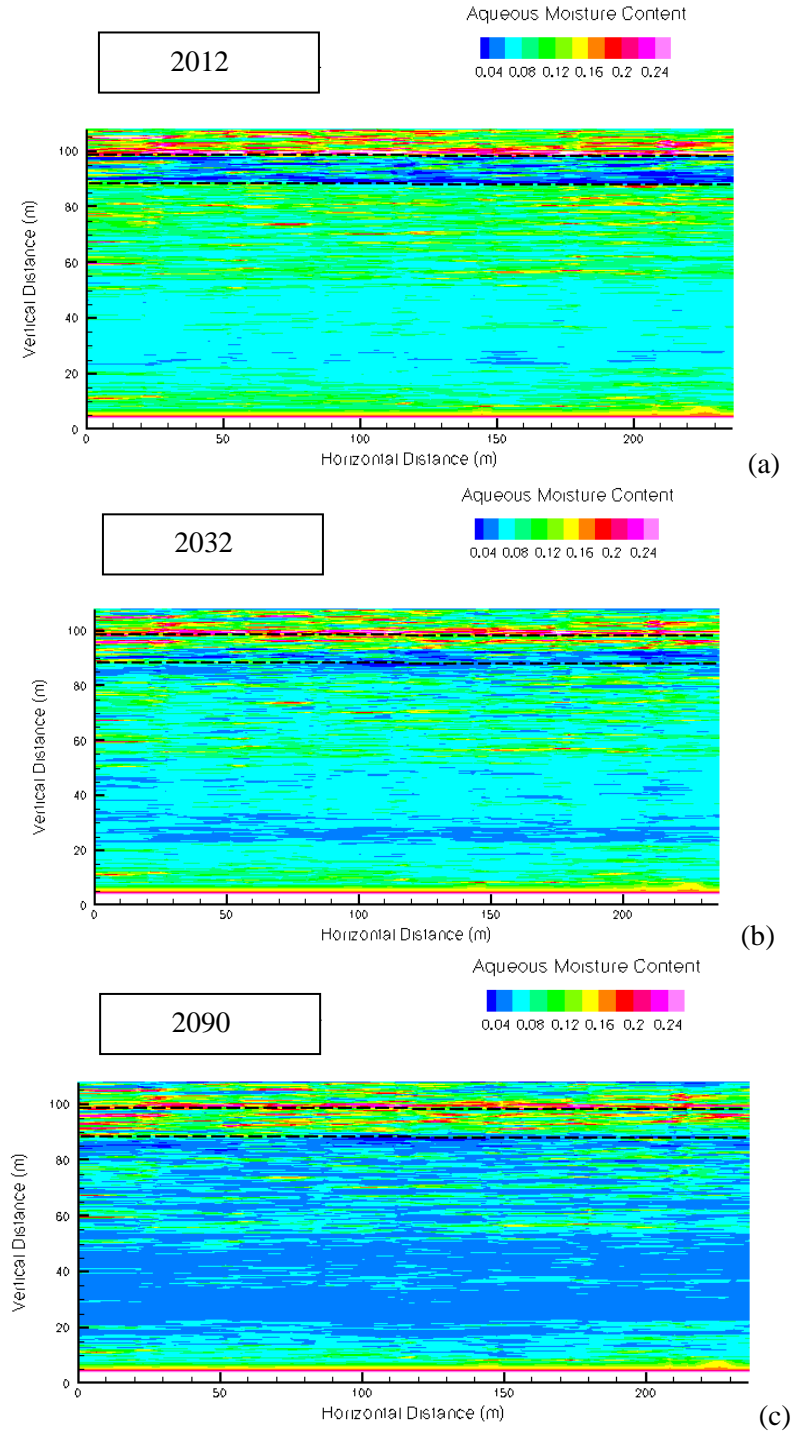 Aqueous Moisture Content
2012
0.04 0.08 0.12 0.16 0.2 0.24
100
80
60
40
20
0
Vertical Distance (m)
0 50 100 150 200
Horizontal Distance (m)
(a)
Aqueous Moisture Content
2032
0.04 0.08 0.12 0.16 0.2 0.24
100
80
60
40
20
0
Vertical Distance (m)
0 50 100 150 200
Horizontal Distance (m)
(b)
Aqueous Moisture Content
2090
0.04 0.08 0.12 0.16 0.2 0.24
100
80
60
40
20
0
Vertical Distance (m)
0 50 100 150 200
Horizontal Distance (m)
(c)